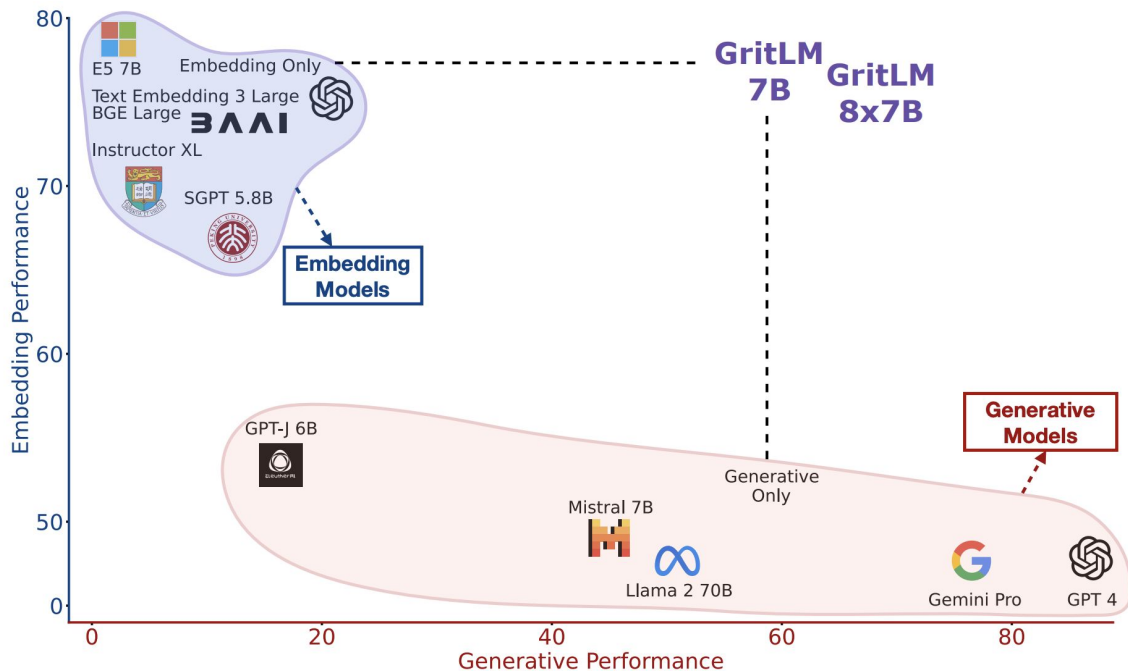 80
E5 7B
Embedding Only
Text Embedding 3 Large
BGE Large
BAAI
Instructor XL
SGPT 5.8B
GritLM
7B
GritLM
8x7B
70
Embedding
Models
60
Embedding Performance
GPT-J 6B
EleutherAI
Generative
Models
Generative
Only
50
Mistral 7B
Llama 2 70B
Gemini Pro
GPT 4
0
0
20
40
60
80
Generative Performance